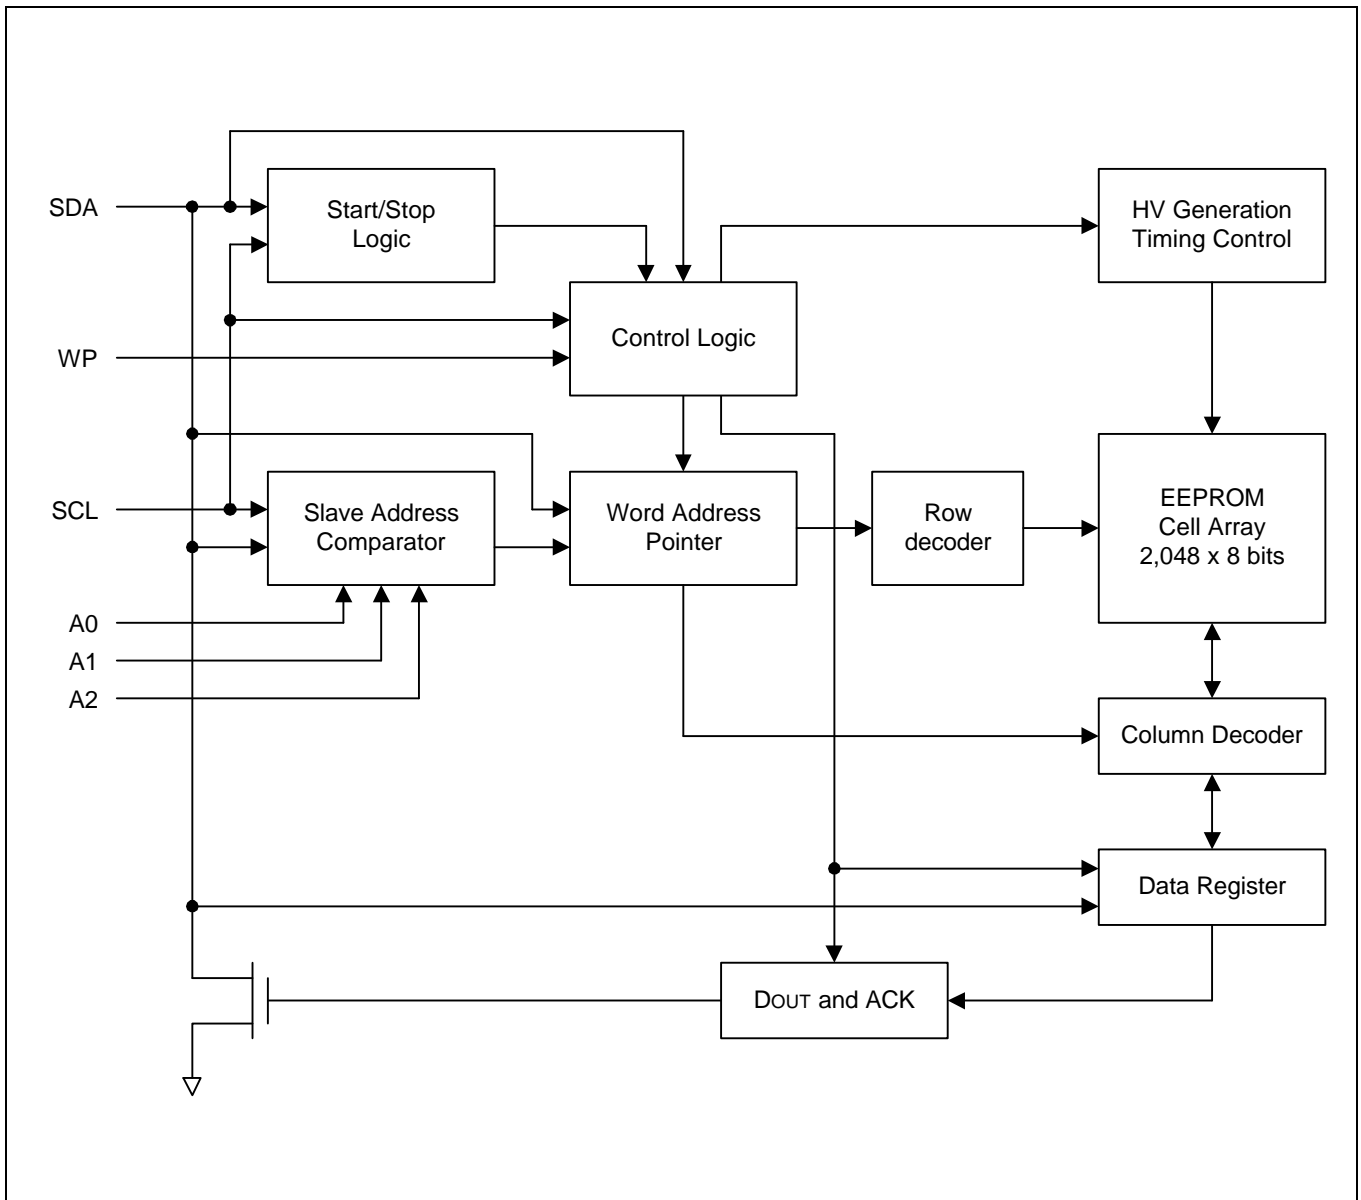 SDA
Start/Stop
Logic
HV Generation
Timing Control
Control Logic
WP
SCL
Slave Address
Comparator
Word Address
Pointer
Row
decoder
EEPROM
Cell Array
2,048 x 8 bits
A0
A1
A2
Column Decoder
Data Register
DOUT and ACK